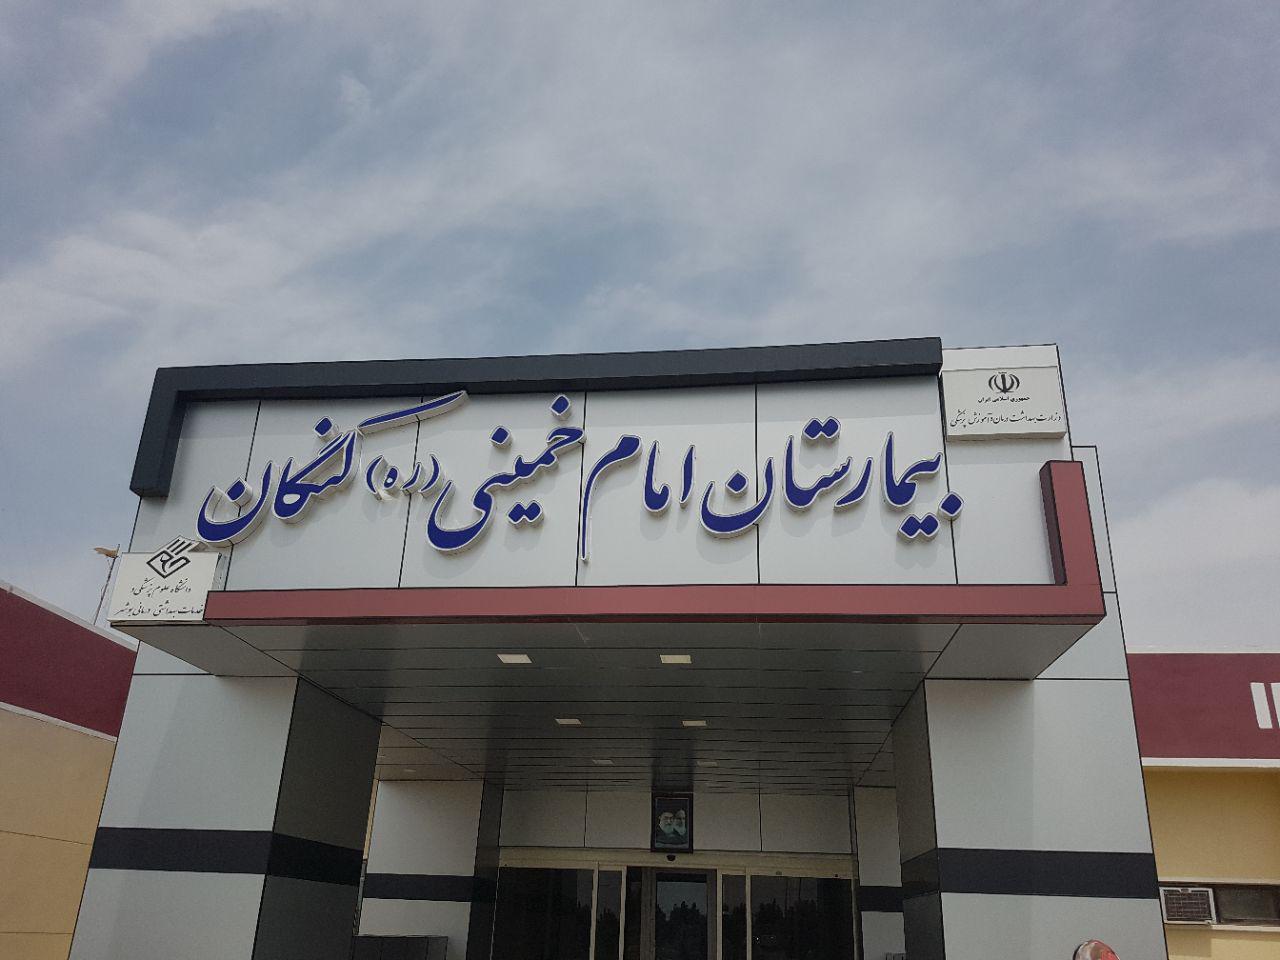 جمهوری اسلامی ایران
وزارت بهداشت درمان و آموزش پزشکی
بیمارستان امام خمینی (ره) کنگان
دانشگاه علوم پزشکی و
خدمات بهداشتی درمانی بوشهر